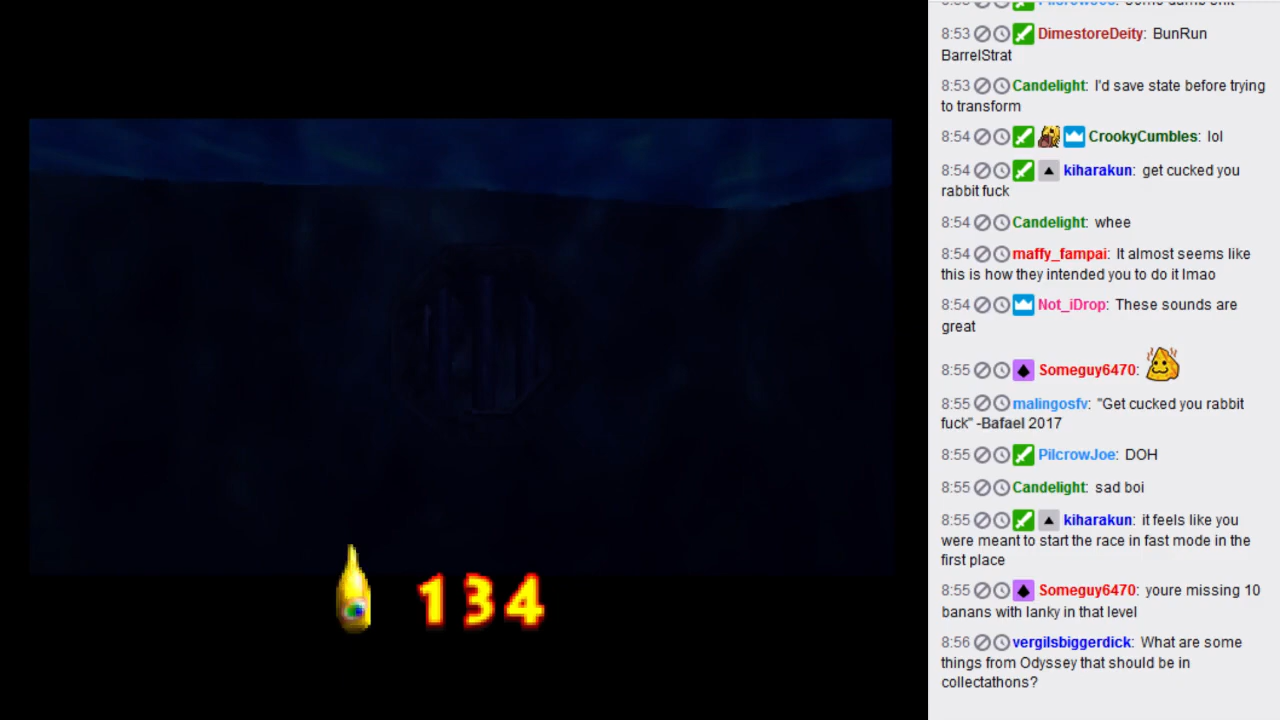 8:53 DimestoreDeity: BunRun
BarrelStrat
8:53 Candelight: I'd save state before trying
to transform
8:54 CrookyCumbles: lol
8:54 kiharakun: get cucked you
rabbit fuck
8:54 Candelight: whee
8:54 maffy_fampai: It almost seems like
this is how they intended you to do it lmao
8:54 Not_iDrop: These sounds are
great
8:55 Someguy6470:
8:55 malingosfv: "Get cucked you rabbit
fuck" -Bafael 2017
8:55 PilcrowJoe: DOH
8:55 Candelight: sad boi
8:55 kiharakun: it feels like you
were meant to start the race in fast mode in the
first place
8:55 Someguy6470: youre missing 10
banans with lanky in that level
8:56 vergilsbiggerdick: What are some
things from Odyssey that should be in
collectathons?
134